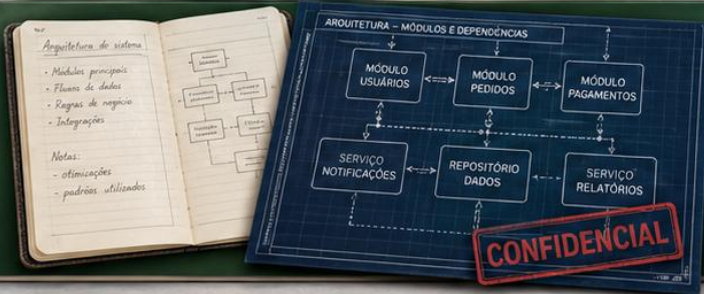 Arquitetura de sistema
- Módulos principais
- Fluxos de dados
- Regras de negócio
- Integrações
Notas:
- otimizações
- padrões utilizados
ARQUITETURA – MÓDULOS E DEPENDÊNCIAS
MÓDULO
USUÁRIOS
MÓDULO
PEDIDOS
MÓDULO
PAGAMENTOS
SERVIÇO
NOTIFICAÇÕES
REPOSITÓRIO
DADOS
SERVIÇO
RELATÓRIOS
CONFIDENCIAL